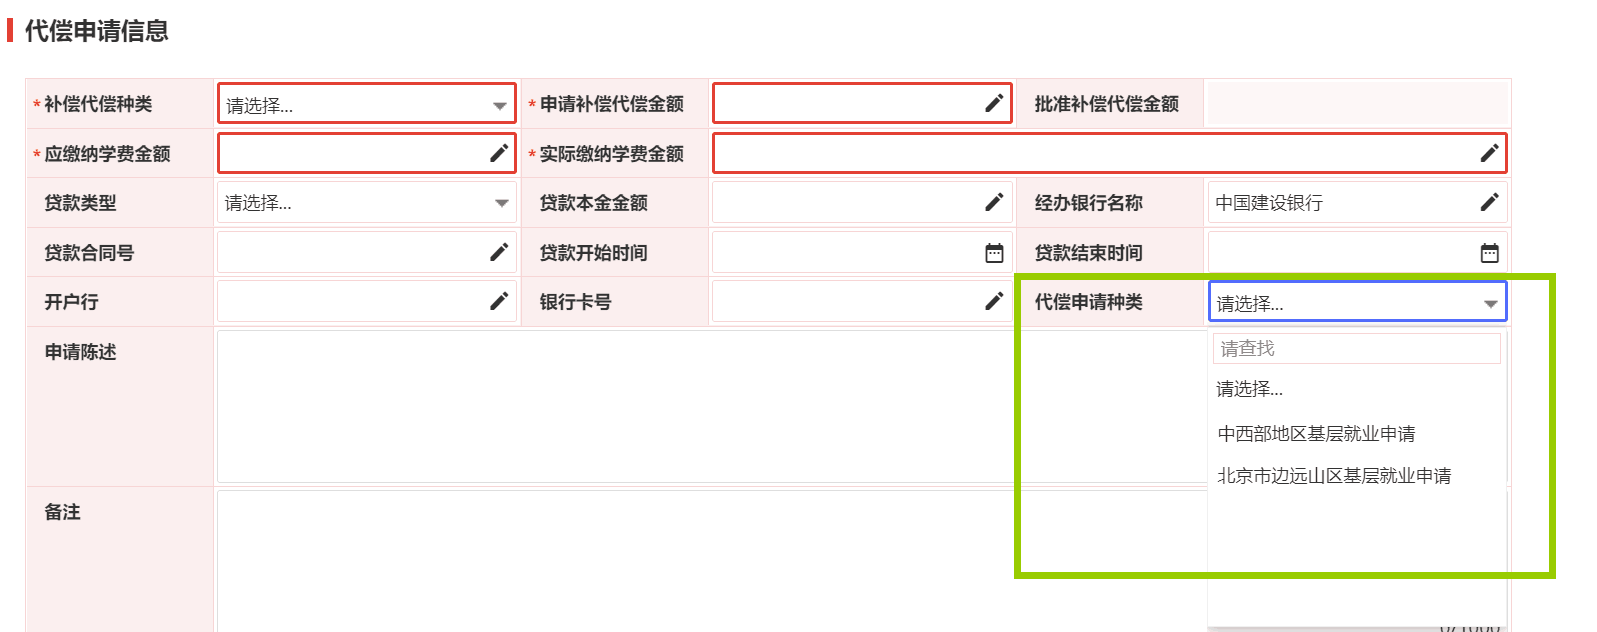 代偿申请信息
*补偿代偿种类 请选择... *申请补偿代偿金额 批准补偿代偿金额
*应缴纳学费金额 *实际缴纳学费金额
贷款类型 请选择... 贷款本金金额 经办银行名称 中国建设银行
贷款合同号 贷款开始时间 贷款结束时间
开户行 银行卡号 代偿申请种类 请选择...
申请陈述 请查找
请选择...
中西部地区基层就业申请
北京市边远山区基层就业申请
备注